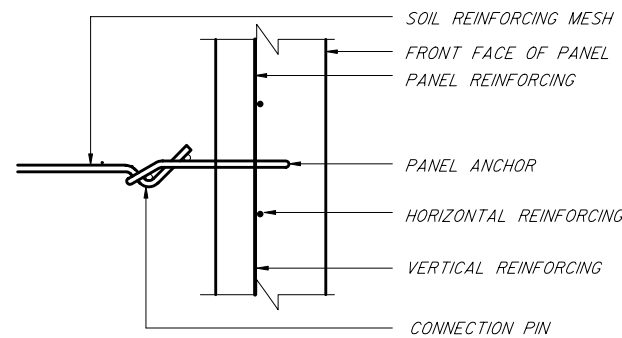 SOIL REINFORCING MESH
FRONT FACE OF PANEL
PANEL REINFORCING
PANEL ANCHOR
HORIZONTAL REINFORCING
VERTICAL REINFORCING
CONNECTION PIN